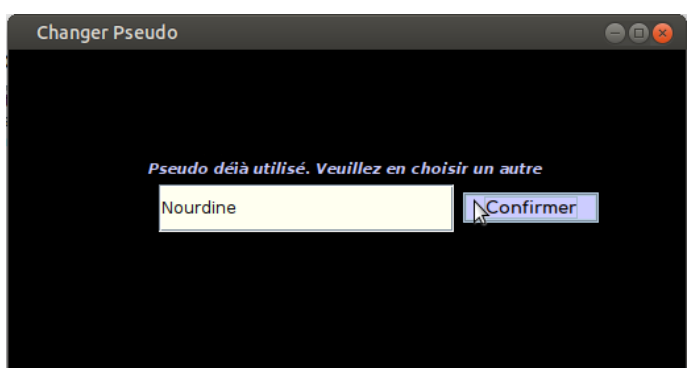 Changer Pseudo
Pseudo déjà utilisé. Veuillez en choisir un autre
Nourdine
Confirmer